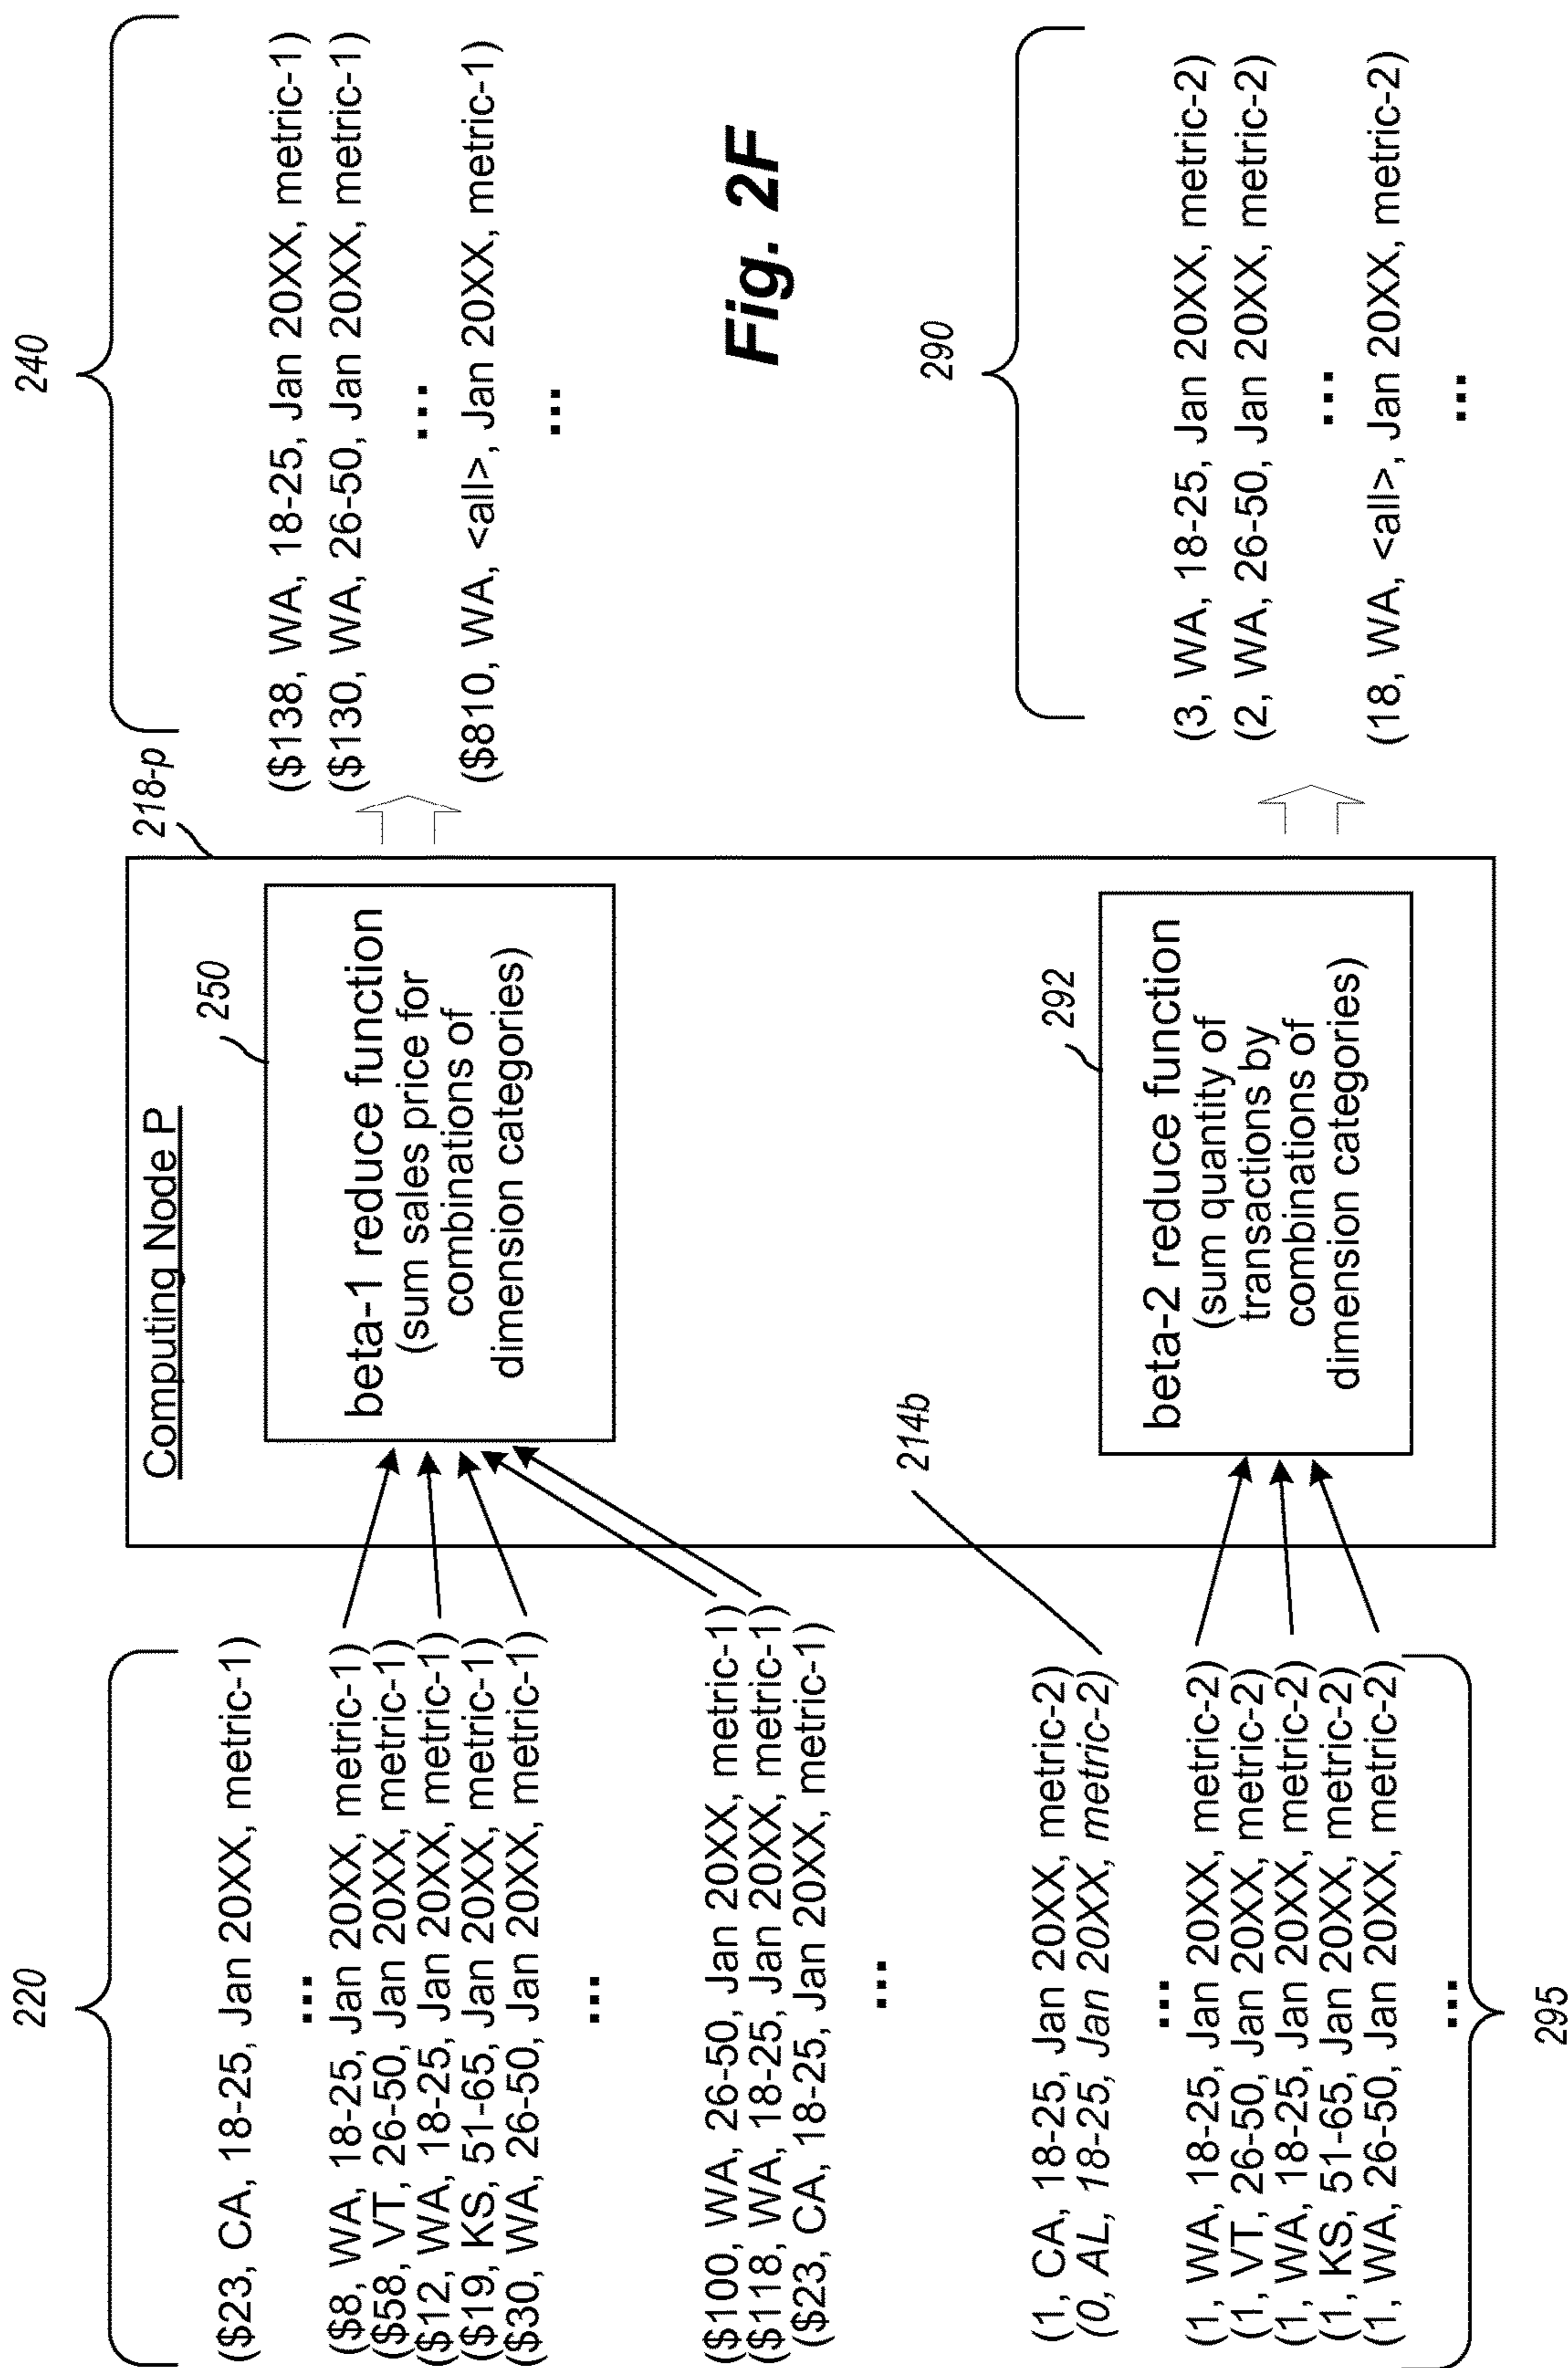 220
($23, CA, 18-25, Jan 20XX, metric-1)
...
($8, WA, 18-25, Jan 20XX, metric-1)
($58, VT, 26-50, Jan 20XX, metric-1)
($12, WA, 18-25, Jan 20XX, metric-1)
($19, KS, 51-65, Jan 20XX, metric-1)
($30, WA, 26-50, Jan 20XX, metric-1)
...
($100, WA, 26-50, Jan 20XX, metric-1)
($118, WA, 18-25, Jan 20XX, metric-1)
($23, CA, 18-25, Jan 20XX, metric-1)
...
(1, CA, 18-25, Jan 20XX, metric-2)
(0, AL, 18-25, Jan 20XX, metric-2)
...
(1, WA, 18-25, Jan 20XX, metric-2)
(1, VT, 26-50, Jan 20XX, metric-2)
(1, WA, 18-25, Jan 20XX, metric-2)
(1, KS, 51-65, Jan 20XX, metric-2)
(1, WA, 26-50, Jan 20XX, metric-2)
...
295
214b
Computing Node P
218-p
250
beta-1 reduce function
(sum sales price for
combinations of
dimension categories)
292
beta-2 reduce function
(sum quantity of
transactions by
combinations of
dimension categories)
240
($138, WA, 18-25, Jan 20XX, metric-1)
($130, WA, 26-50, Jan 20XX, metric-1)
...
($810, WA, <all>, Jan 20XX, metric-1)
...
Fig. 2F
290
(3, WA, 18-25, Jan 20XX, metric-2)
(2, WA, 26-50, Jan 20XX, metric-2)
...
(18, WA, <all>, Jan 20XX, metric-2)
...